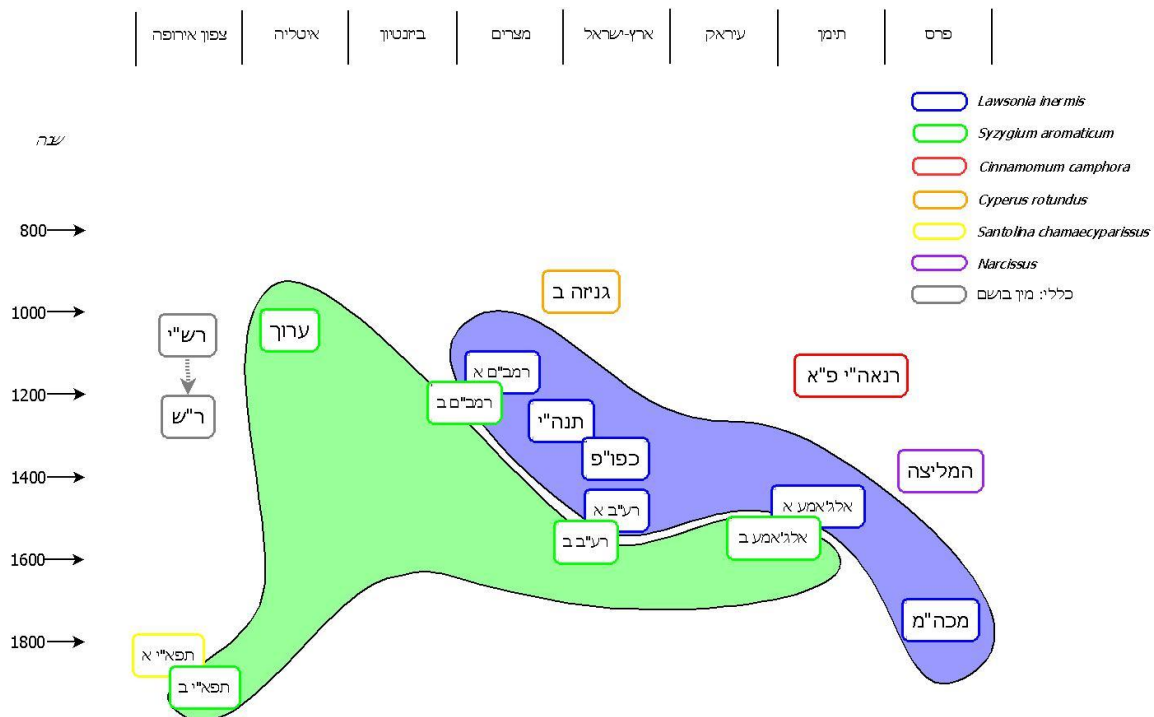 פרס
תימן
עיראק
ארץ-ישראל
מצרים
ביזנטיון
איטליה
צפון אירופה
שנה
800
1000
1200
1400
1600
1800
Lawsonia inermis
Syzygium aromaticum
Cinnamomum camphora
Cyperus rotundus
Santolina chamaecyparissus
Narcissus
כללי: מין בושם
גניזה ב
ערוך
רש"י
ר"ש
רמב"ם א
רמב"ם ב
רנאה"י פ"א
תנה"י
כפו"פ
המליצה
רע"ב א
רע"ב ב
אלג'אמע א
אלג'אמע ב
מכה"מ
תפא"י א
תפא"י ב